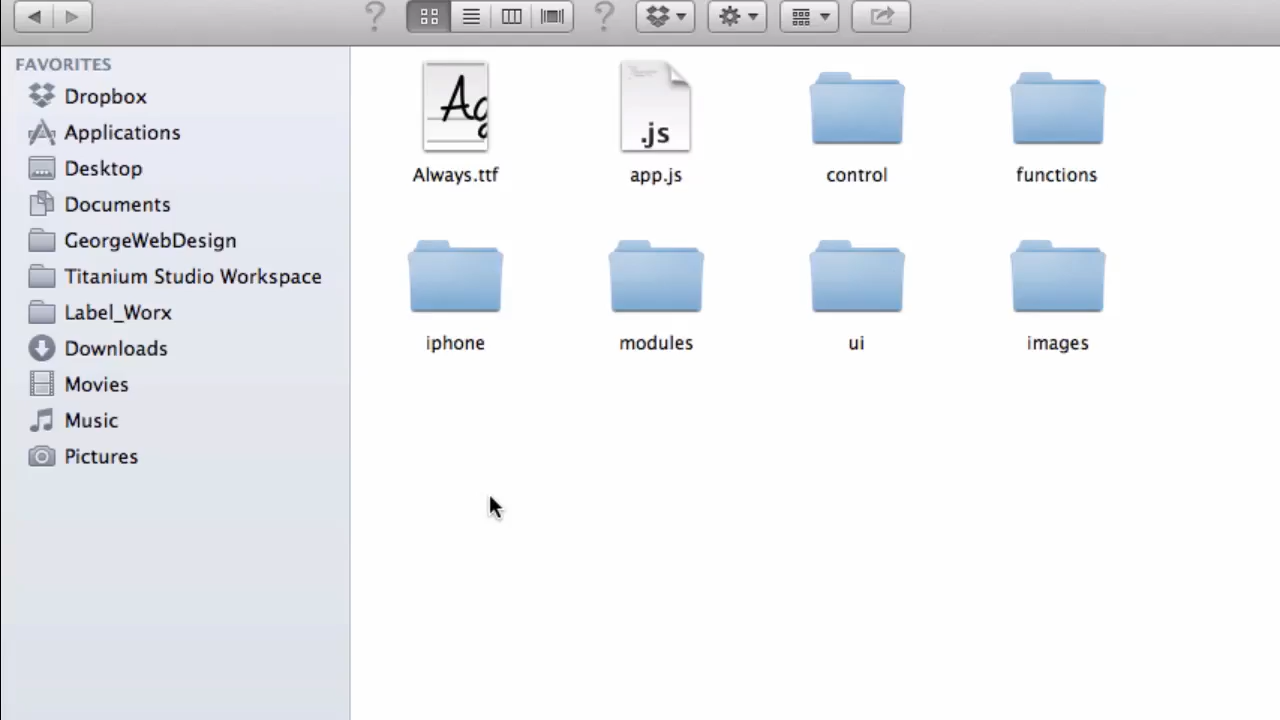 FAVORITES
Dropbox
Applications
Desktop
Documents
GeorgeWebDesign
Titanium Studio Workspace
Label_Worx
Downloads
Movies
Music
Pictures
Ag
.js
Always.ttf
app.js
control
functions
iphone
modules
ui
images